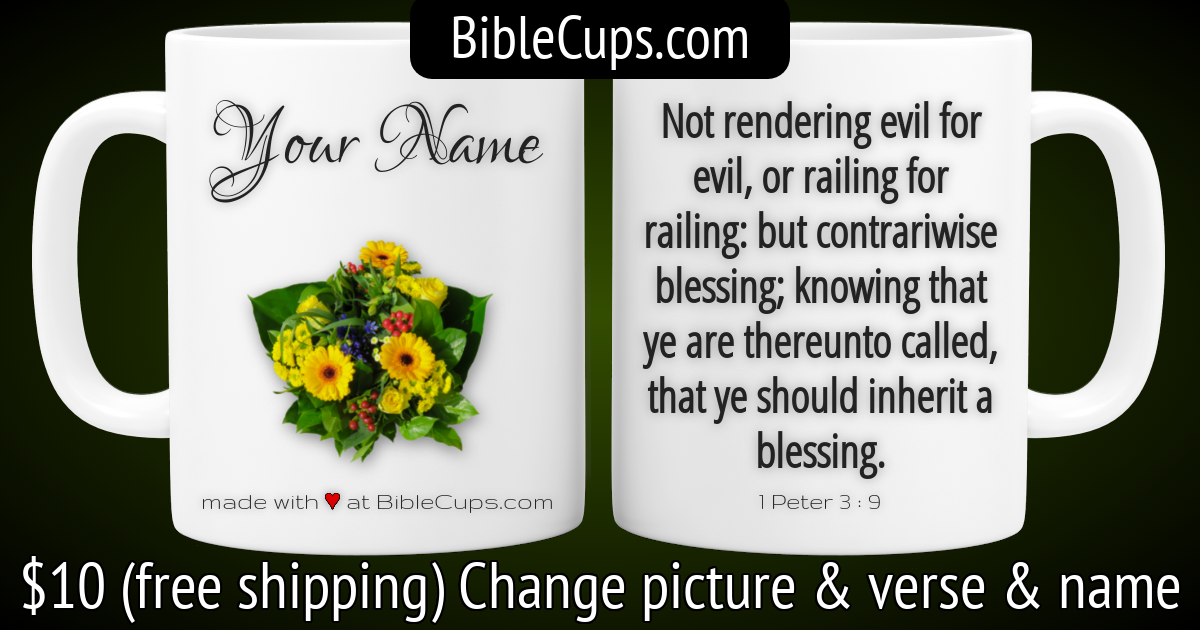 BibleCups.com
Your Name
made with ♥ at BibleCups.com
Not rendering evil for
evil, or railing for
railing: but contrariwise
blessing; knowing that
ye are thereunto called,
that ye should inherit a
blessing.
1 Peter 3 : 9
$10 (free shipping) Change picture & verse & name